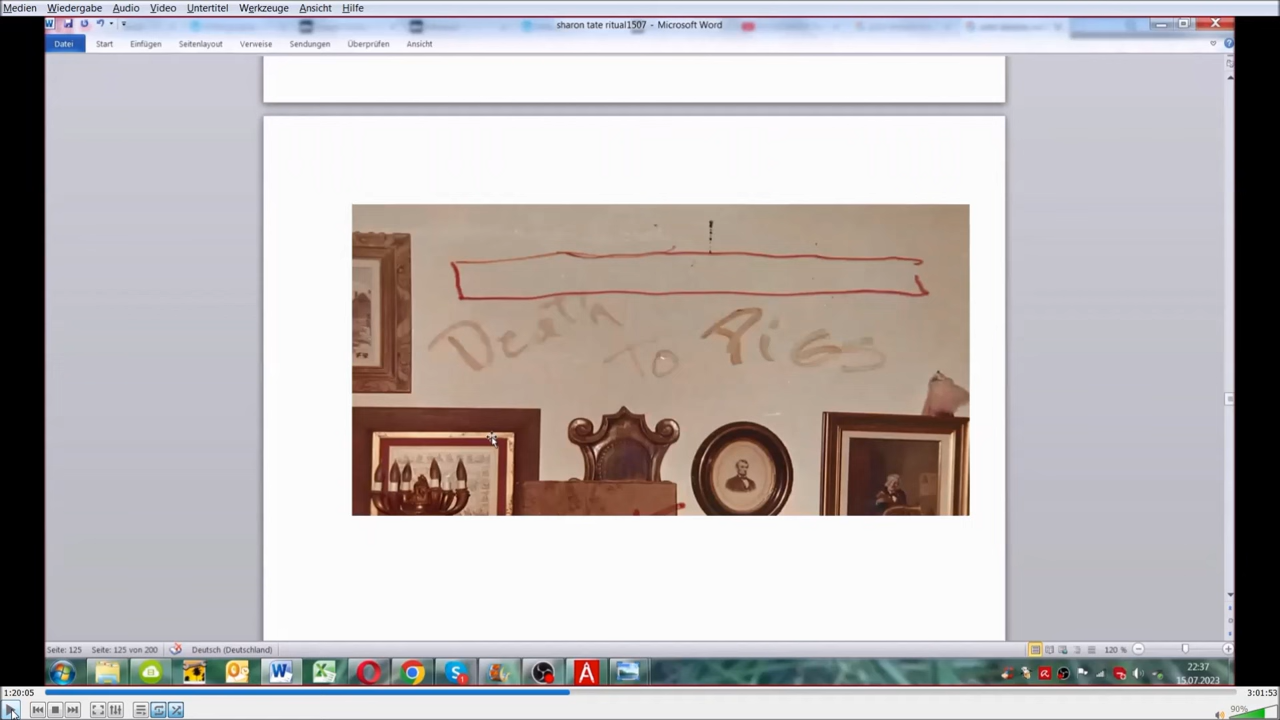 Medien Wiedergabe Audio Video Untertitel Werkzeuge Ansicht Hilfe
sharon tate ritual1507 - Microsoft Word
Datei Start Einfügen Seitenlayout Verweise Sendungen Überprüfen Ansicht
Death
To Pigs
Seite: 125 Seite: 125 von 200 Deutsch (Deutschland) 120 %
22:37
15.07.2023
1:20:05 3:01:53
90%